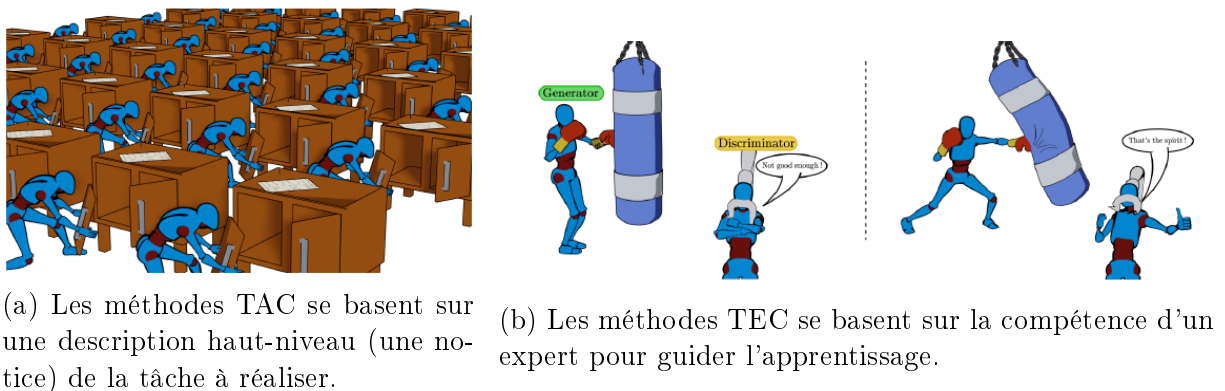 Generator
Discriminator
Not good enough !
That's the spirit !
(a) Les méthodes TAC se basent sur
une description haut-niveau (une no-
tice) de la tâche à réaliser.
(b) Les méthodes TEC se basent sur la compétence d'un
expert pour guider l'apprentissage.